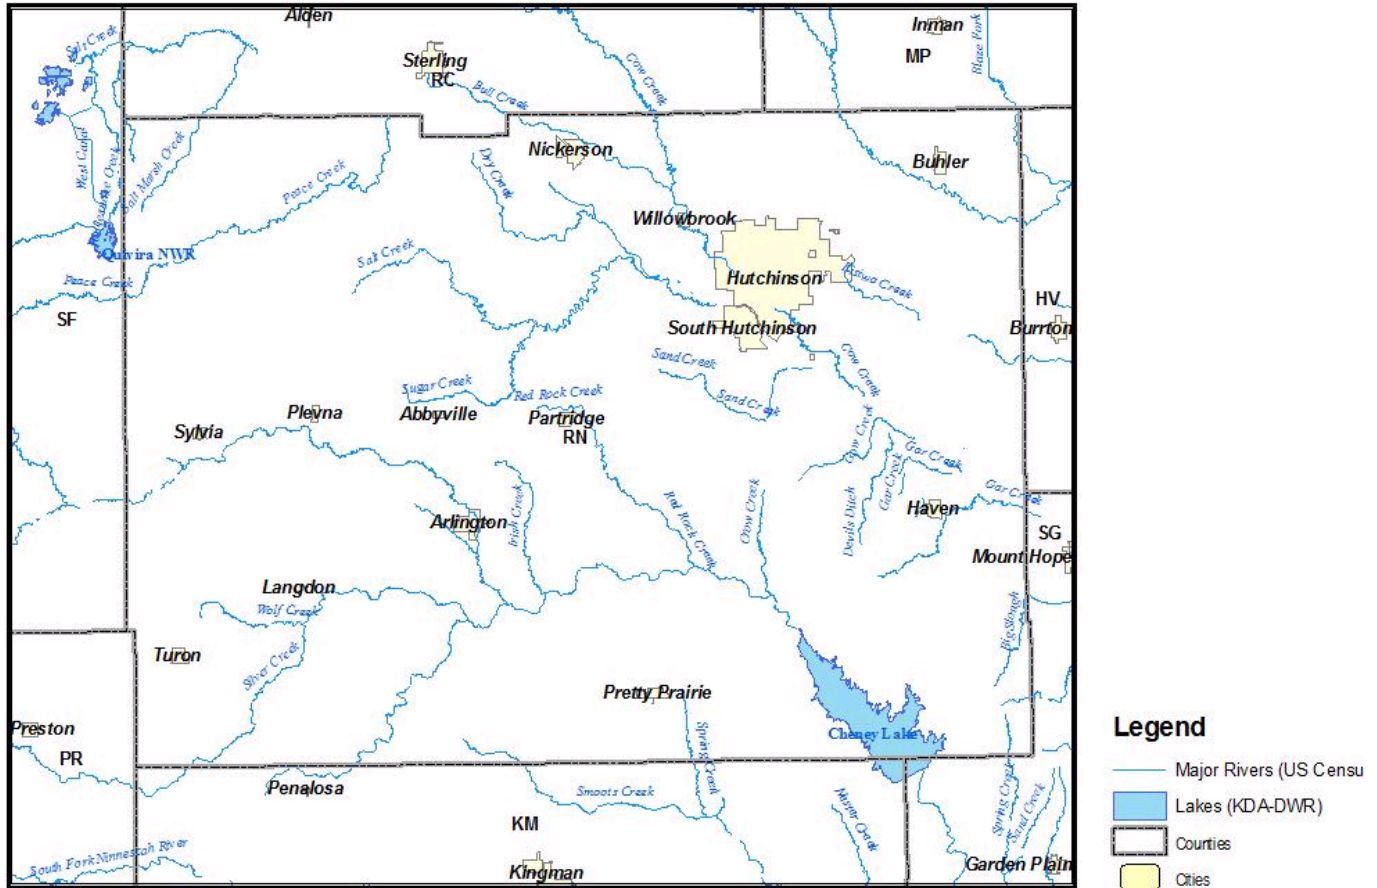 Alden
Inman
Salt Creek
Sterling
RC
Cow Creek
Blaze Fork
MP
Bull Creek
West Canal
Salt Marsh Creek
Nickerson
Dry Creek
Peace Creek
Buhler
Willowbrook
Quivira NWR
Salt Creek
Hutchinson
Peace Creek
SF
HV
South Hutchinson
Burrton
Sand Creek
Cow Creek
Sugar Creek
Red Rock Creek
Sand Creek
Plevna
Abbyville
Partridge
RN
Sylvia
Cow Creek
Gar Creek
Gar Creek
Gar Creek
Red Rock Creek
Haven
Arlington
Irish Creek
Crow Creek
Devils Ditch
SG
Mount Hope
Langdon
Wolf Creek
Big Slough
Turon
Silver Creek
Pretty Prairie
Preston
Spring Creek
Cheney Lake
Legend
PR
Major Rivers (US Censu
Penalosa
Smoots Creek
Spring Creek
Sand Creek
Lakes (KDA-DWR)
KM
Counties
South Fork Ninnescah River
Kingman
Garden Plain
Cities